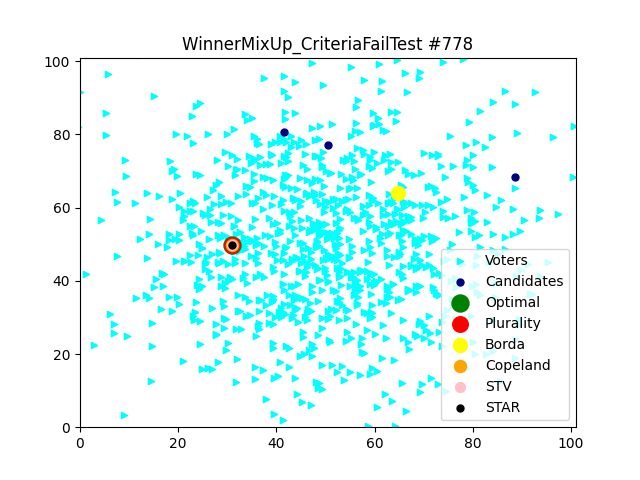 WinnerMixUp_CriteriaFailTest #778
100
80
60
40
20
0
0
20
40
60
80
100
Voters
Candidates
Optimal
Plurality
Borda
Copeland
STV
STAR